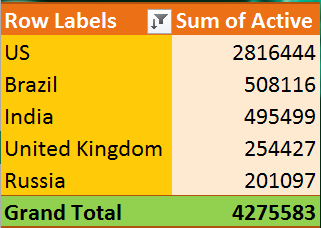 Row Labels Sum of Active
US 2816444
Brazil 508116
India 495499
United Kingdom 254427
Russia 201097
Grand Total 4275583